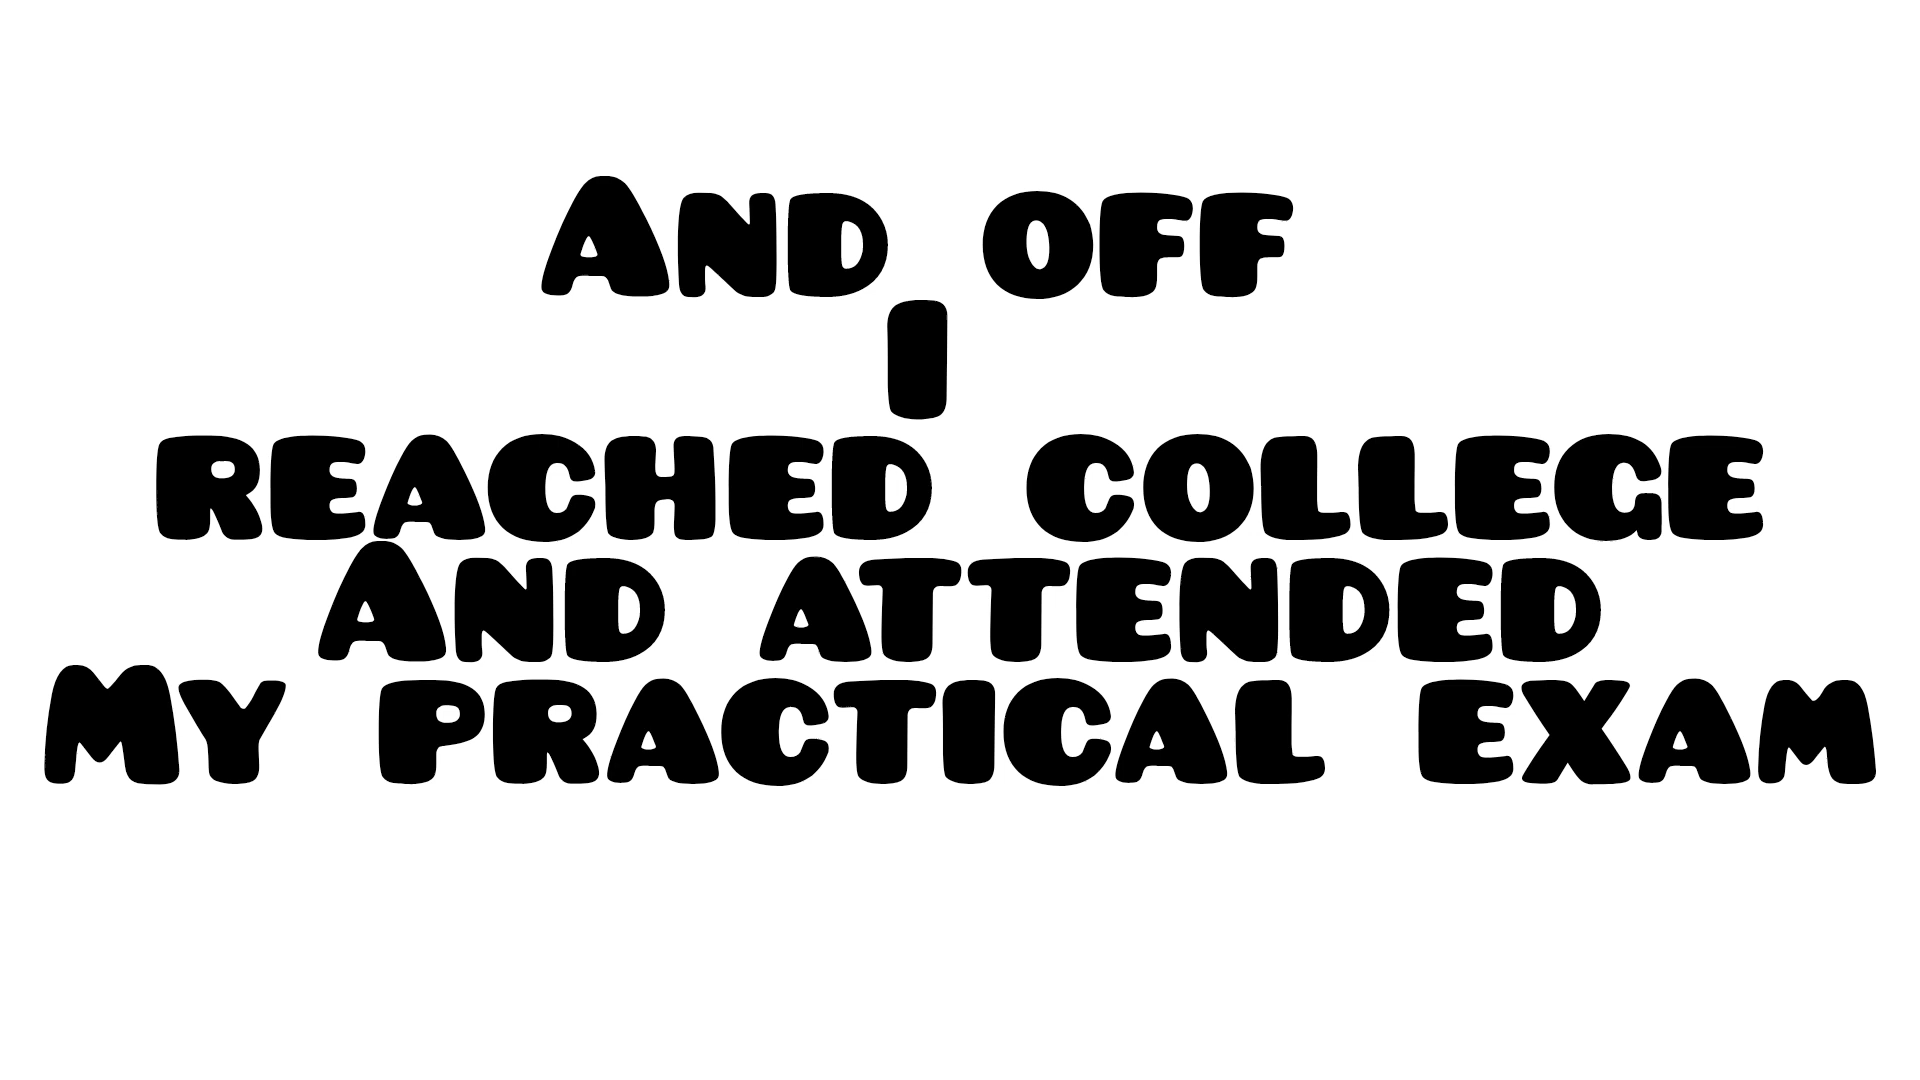 And off
I
reached college
And attended
My practical exam